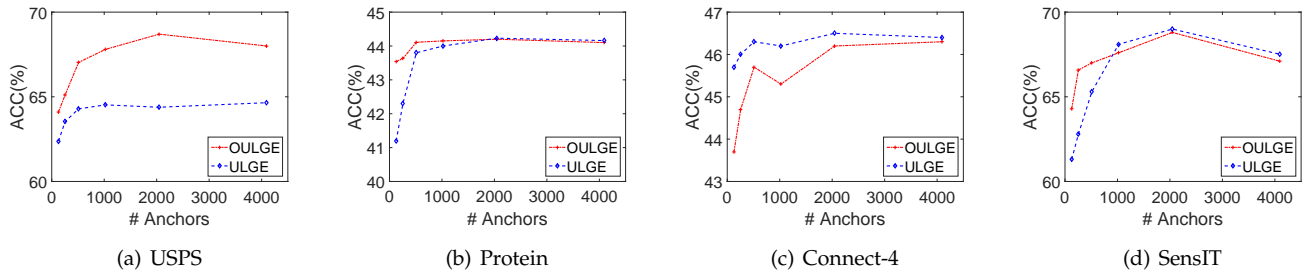 70
65
60
ACC(%)
OULGE
ULGE
0 1000 2000 3000 4000
# Anchors
(a) USPS
45
44
43
42
41
40
ACC(%)
OULGE
ULGE
0 1000 2000 3000 4000
# Anchors
(b) Protein
47
46
45
44
43
ACC(%)
OULGE
ULGE
0 1000 2000 3000 4000
# Anchors
(c) Connect-4
70
65
60
ACC(%)
OULGE
ULGE
0 1000 2000 3000 4000
# Anchors
(d) SensIT